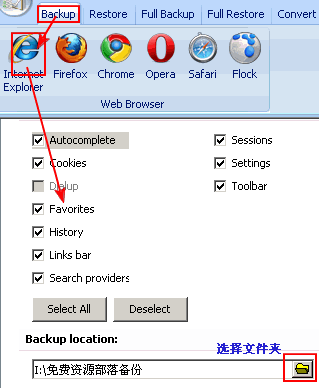 Backup Restore Full Backup Full Restore Convert
Internet Explorer Firefox Chrome Opera Safari Flock
Web Browser
Autocomplete Sessions
Cookies Settings
Dialup Toolbar
Favorites
History
Links bar
Search providers
Select All Deselect
Backup location: 选择文件夹
I:\免费资源部落备份